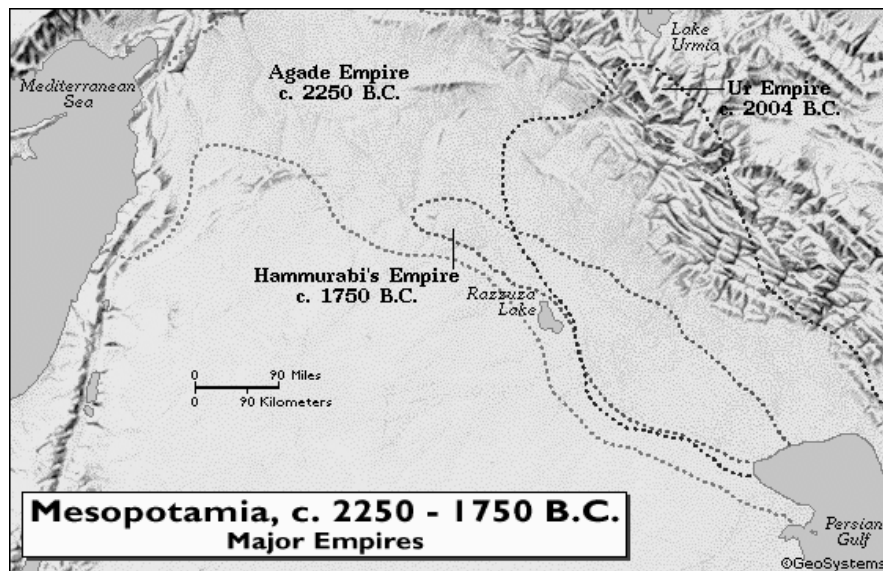 Lake
Urmia
Mediterranean
Sea
Agade Empire
c. 2250 B.C.
Ur Empire
c. 2004 B.C.
Hammurabi's Empire
c. 1750 B.C.
Razzuza
Lake
0 90 Miles
0 90 Kilometers
Mesopotamia, c. 2250 - 1750 B.C.
Major Empires
Persian
Gulf
©GeoSystems